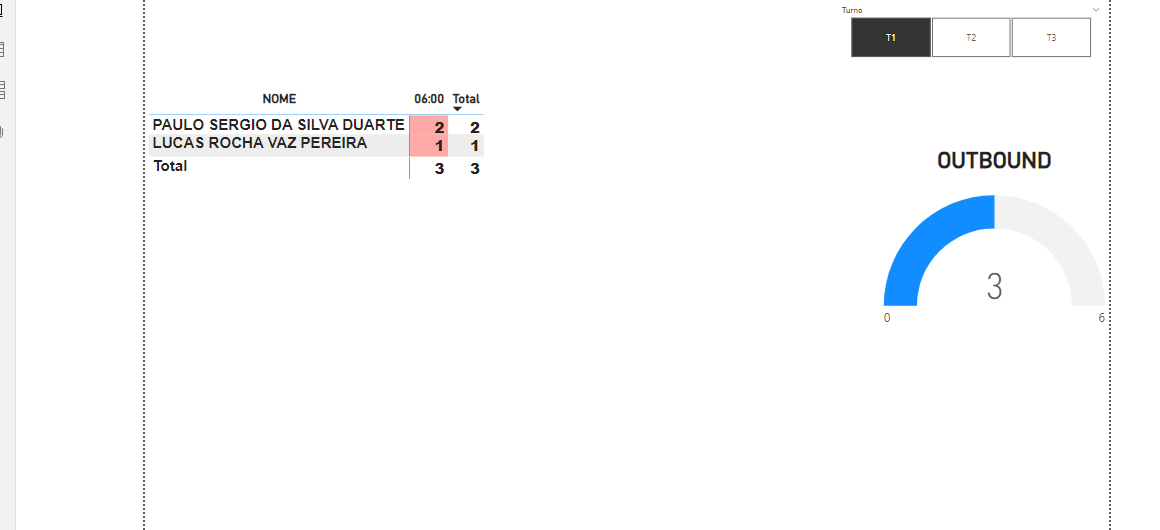 Turno
T1 T2 T3
NOME 06:00 Total
PAULO SERGIO DA SILVA DUARTE 2 2
LUCAS ROCHA VAZ PEREIRA 1 1
Total 3 3
OUTBOUND
3
0 6